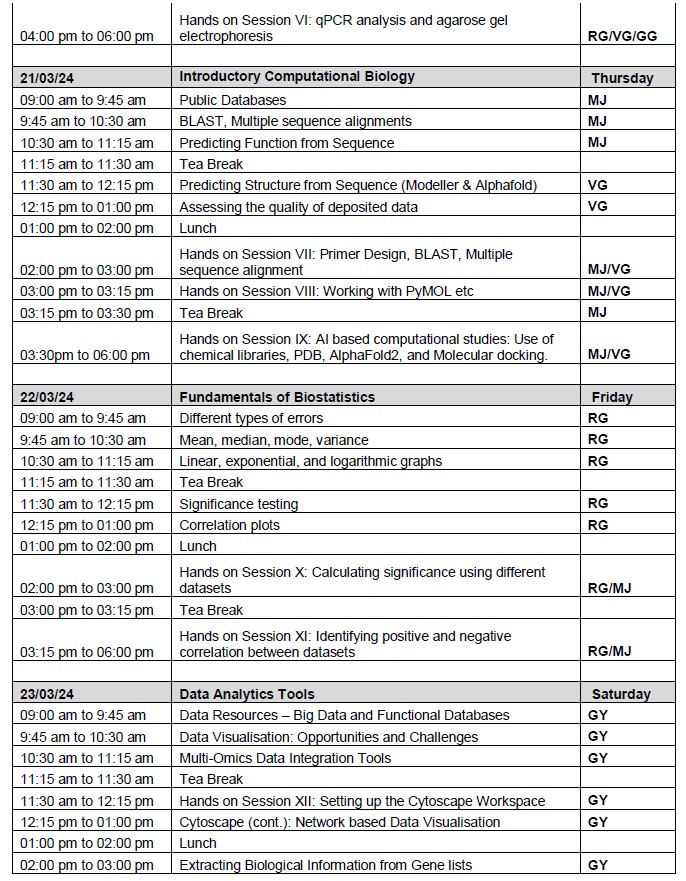 Hands on Session VI: qPCR analysis and agarose gel
04:00 pm to 06:00 pm electrophoresis RG/VG/GG
21/03/24 Introductory Computational Biology Thursday
09:00 am to 9:45 am Public Databases MJ
9:45 am to 10:30 am BLAST, Multiple sequence alignments MJ
10:30 am to 11:15 am Predicting Function from Sequence MJ
11:15 am to 11:30 am Tea Break
11:30 am to 12:15 pm Predicting Structure from Sequence (Modeller & Alphafold) VG
12:15 pm to 01:00 pm Assessing the quality of deposited data VG
01:00 pm to 02:00 pm Lunch
Hands on Session VII: Primer Design, BLAST, Multiple
02:00 pm to 03:00 pm sequence alignment MJ/VG
03:00 pm to 03:15 pm Hands on Session VIII: Working with PyMOL etc MJ/VG
03:15 pm to 03:30 pm Tea Break MJ
Hands on Session IX: AI based computational studies: Use of
03:30pm to 06:00 pm chemical libraries, PDB, AlphaFold2, and Molecular docking. MJ/VG
22/03/24 Fundamentals of Biostatistics Friday
09:00 am to 9:45 am Different types of errors RG
9:45 am to 10:30 am Mean, median, mode, variance RG
10:30 am to 11:15 am Linear, exponential, and logarithmic graphs RG
11:15 am to 11:30 am Tea Break
11:30 am to 12:15 pm Significance testing RG
12:15 pm to 01:00 pm Correlation plots RG
01:00 pm to 02:00 pm Lunch
Hands on Session X: Calculating significance using different
02:00 pm to 03:00 pm datasets RG/MJ
03:00 pm to 03:15 pm Tea Break
Hands on Session XI: Identifying positive and negative
03:15 pm to 06:00 pm correlation between datasets RG/MJ
23/03/24 Data Analytics Tools Saturday
09:00 am to 9:45 am Data Resources – Big Data and Functional Databases GY
9:45 am to 10:30 am Data Visualisation: Opportunities and Challenges GY
10:30 am to 11:15 am Multi-Omics Data Integration Tools GY
11:15 am to 11:30 am Tea Break
11:30 am to 12:15 pm Hands on Session XII: Setting up the Cytoscape Workspace GY
12:15 pm to 01:00 pm Cytoscape (cont.): Network based Data Visualisation GY
01:00 pm to 02:00 pm Lunch
02:00 pm to 03:00 pm Extracting Biological Information from Gene lists GY